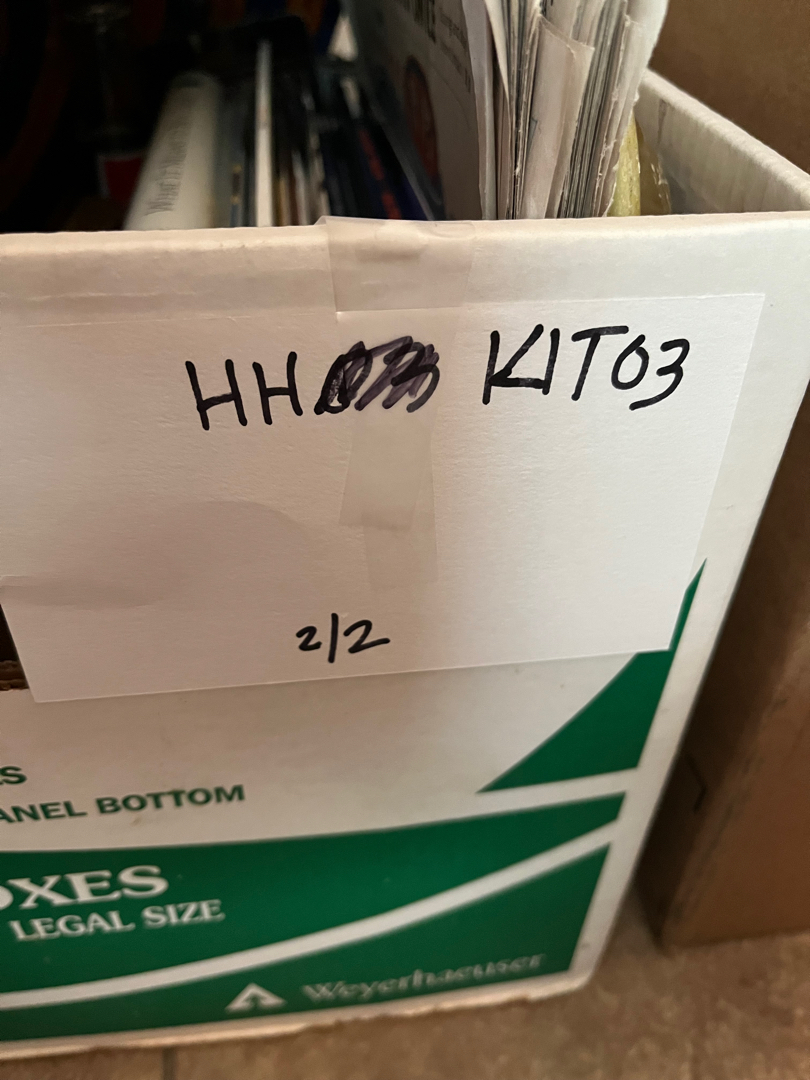 HH KIT03
2/2
ANEL BOTTOM
OXES
LEGAL SIZE
Weyerhaeuser